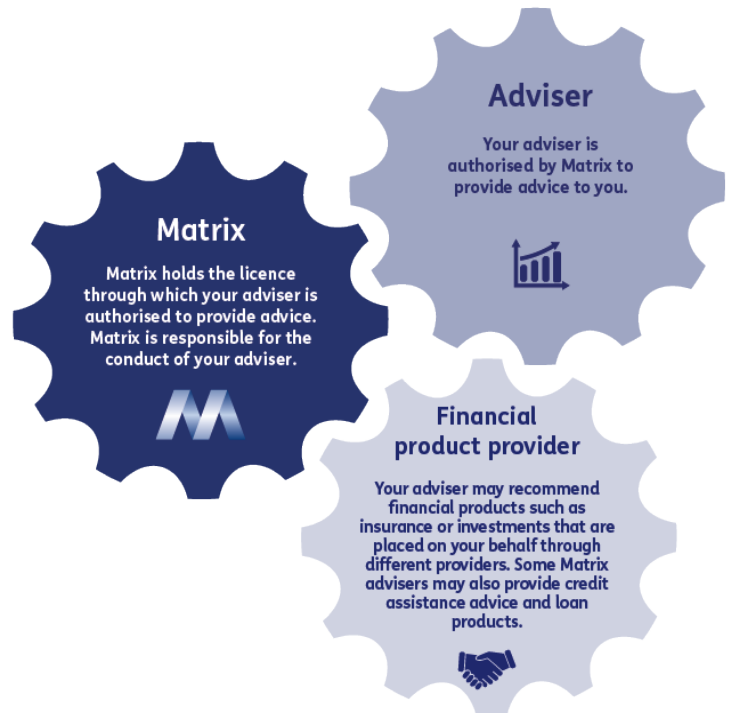 Adviser
Your adviser is
authorised by Matrix to
provide advice to you.
Matrix
Matrix holds the licence
through which your adviser is
authorised to provide advice.
Matrix is responsible for the
conduct of your adviser.
M
Financial
product provider
Your adviser may recommend
financial products such as
insurance or investments that are
placed on your behalf through
different providers. Some Matrix
advisers may also provide credit
assistance advice and loan
products.